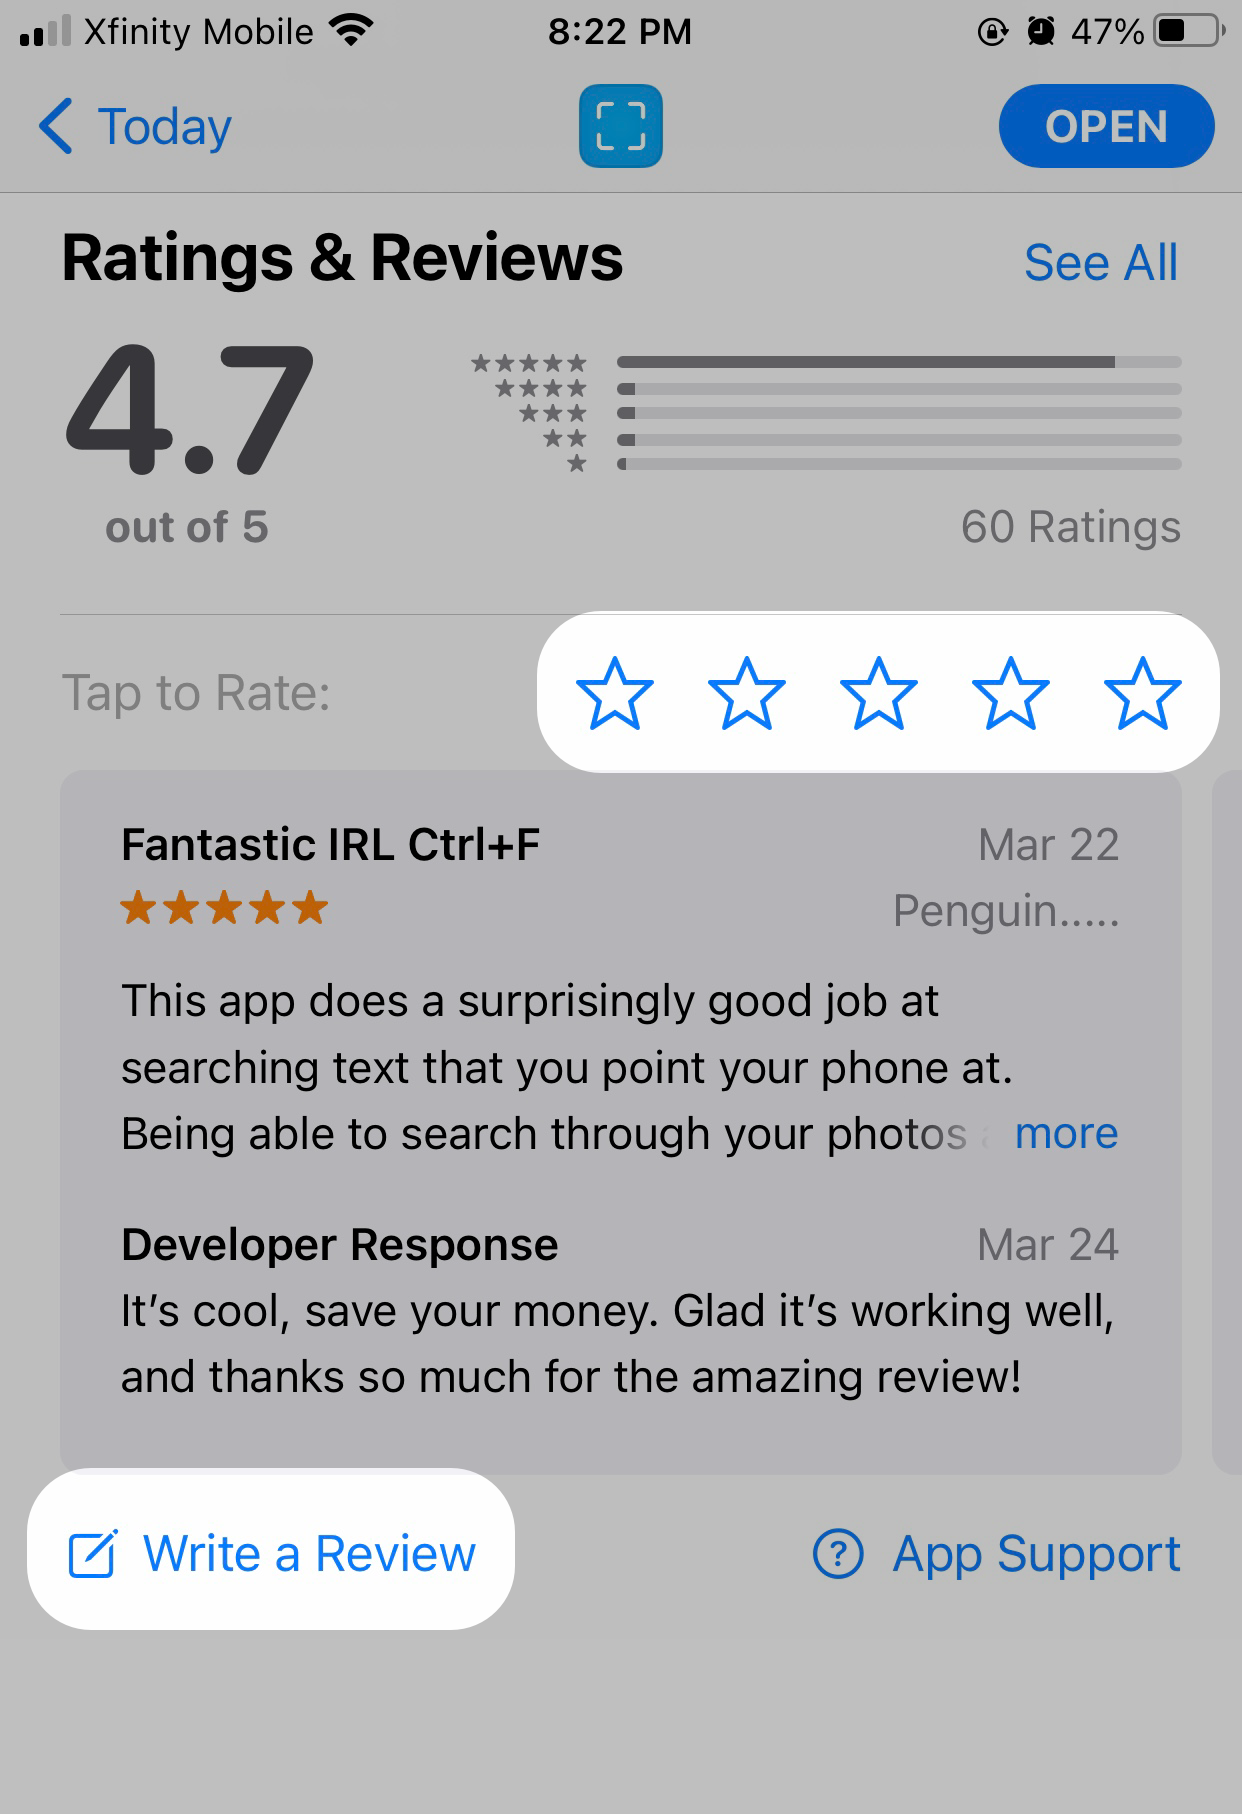 Xfinity Mobile 8:22 PM 47%
Today OPEN
Ratings & Reviews See All
4.7
out of 5 60 Ratings
Tap to Rate:
Fantastic IRL Ctrl+F Mar 22
Penguin.....
This app does a surprisingly good job at
searching text that you point your phone at.
Being able to search through your photos more
Developer Response Mar 24
It’s cool, save your money. Glad it’s working well,
and thanks so much for the amazing review!
Write a Review ? App Support